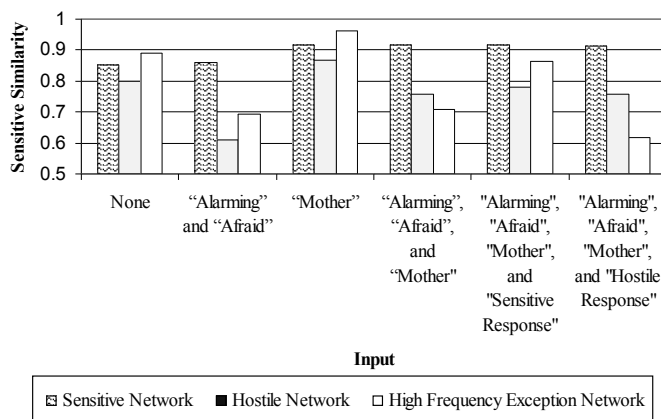 Sensitive Similarity
1
0.9
0.8
0.7
0.6
0.5
None
“Alarming”
and “Afraid”
“Mother”
“Alarming”,
“Afraid”,
and
“Mother"
"Alarming",
"Afraid",
"Mother",
and
"Sensitive
Response"
"Alarming",
"Afraid",
"Mother",
and "Hostile
Response"
Input
Sensitive Network
Hostile Network
High Frequency Exception Network